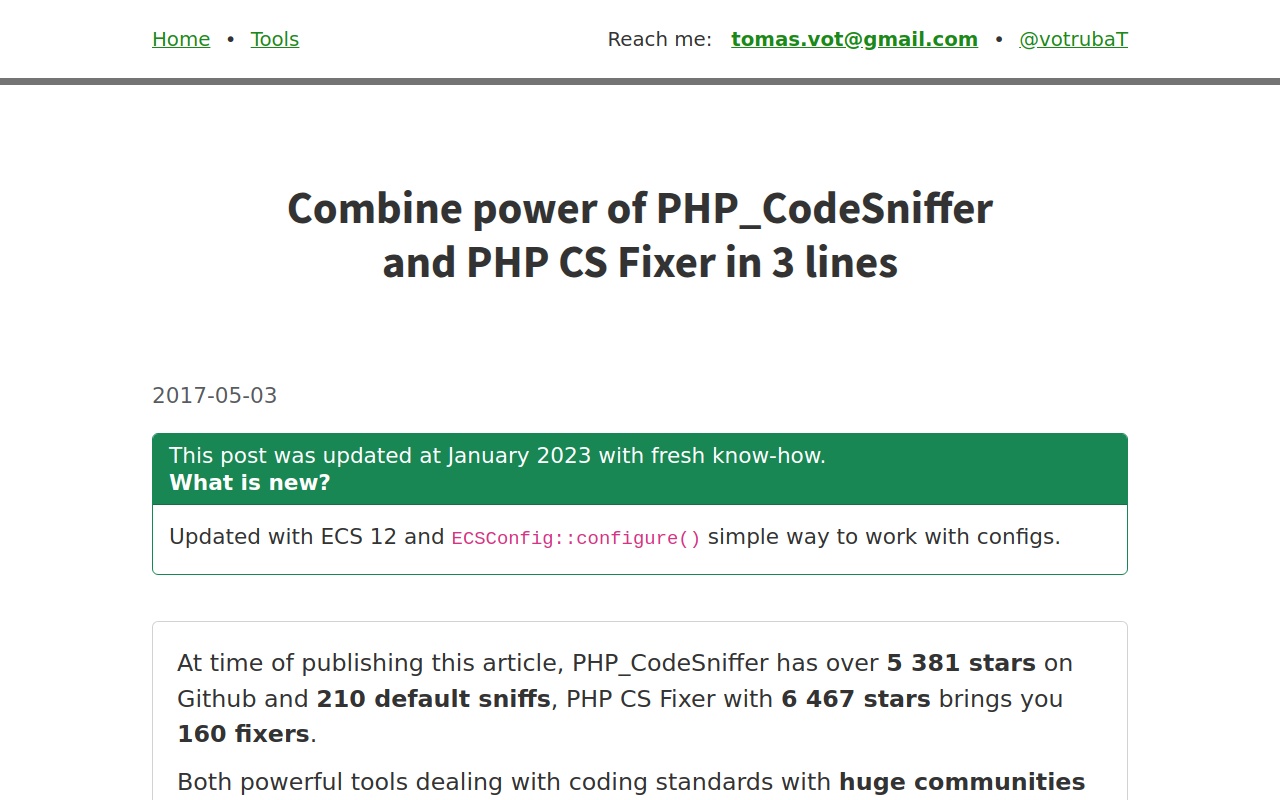 Home • Tools
Reach me: tomas.vot@gmail.com • @votrubaT
Combine power of PHP_CodeSniffer
and PHP CS Fixer in 3 lines
2017-05-03
This post was updated at January 2023 with fresh know-how.
What is new?
Updated with ECS 12 and ECSConfig::configure() simple way to work with configs.
At time of publishing this article, PHP_CodeSniffer has over 5 381 stars on
Github and 210 default sniffs, PHP CS Fixer with 6 467 stars brings you
160 fixers.
Both powerful tools dealing with coding standards with huge communities